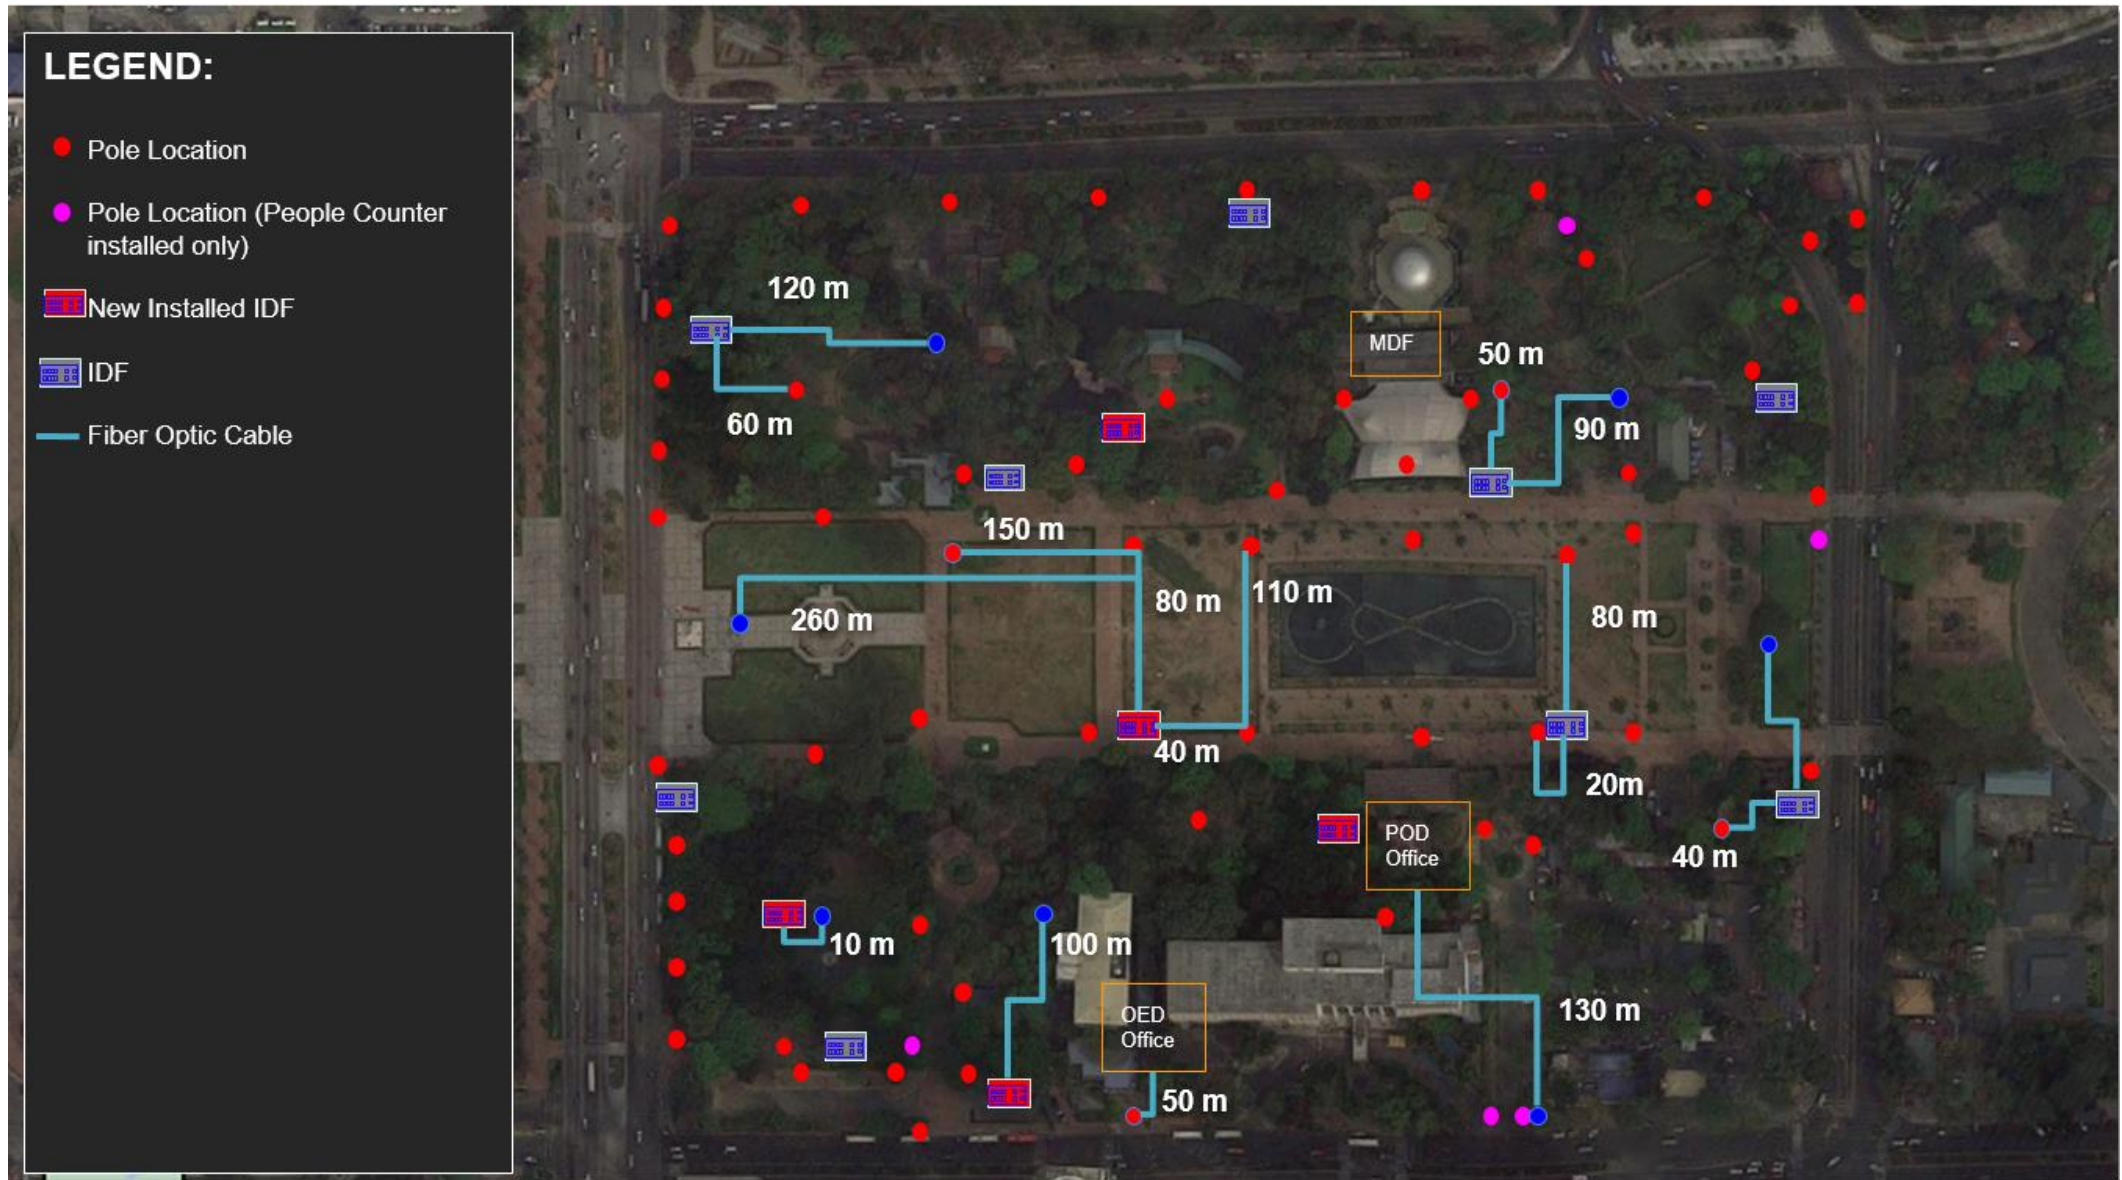 LEGEND:
Pole Location
Pole Location (People Counter
installed only)
New Installed IDF
IDF
Fiber Optic Cable
120 m
60 m
MDF
50 m
90 m
150 m
260 m
80 m
110 m
80 m
40 m
20m
40 m
POD
Office
10 m
100 m
130 m
OED
Office
50 m